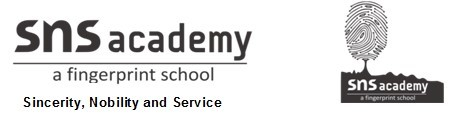 sns academy
a fingerprint school
Sincerity, Nobility and Service
sns academy
a fingerprint school